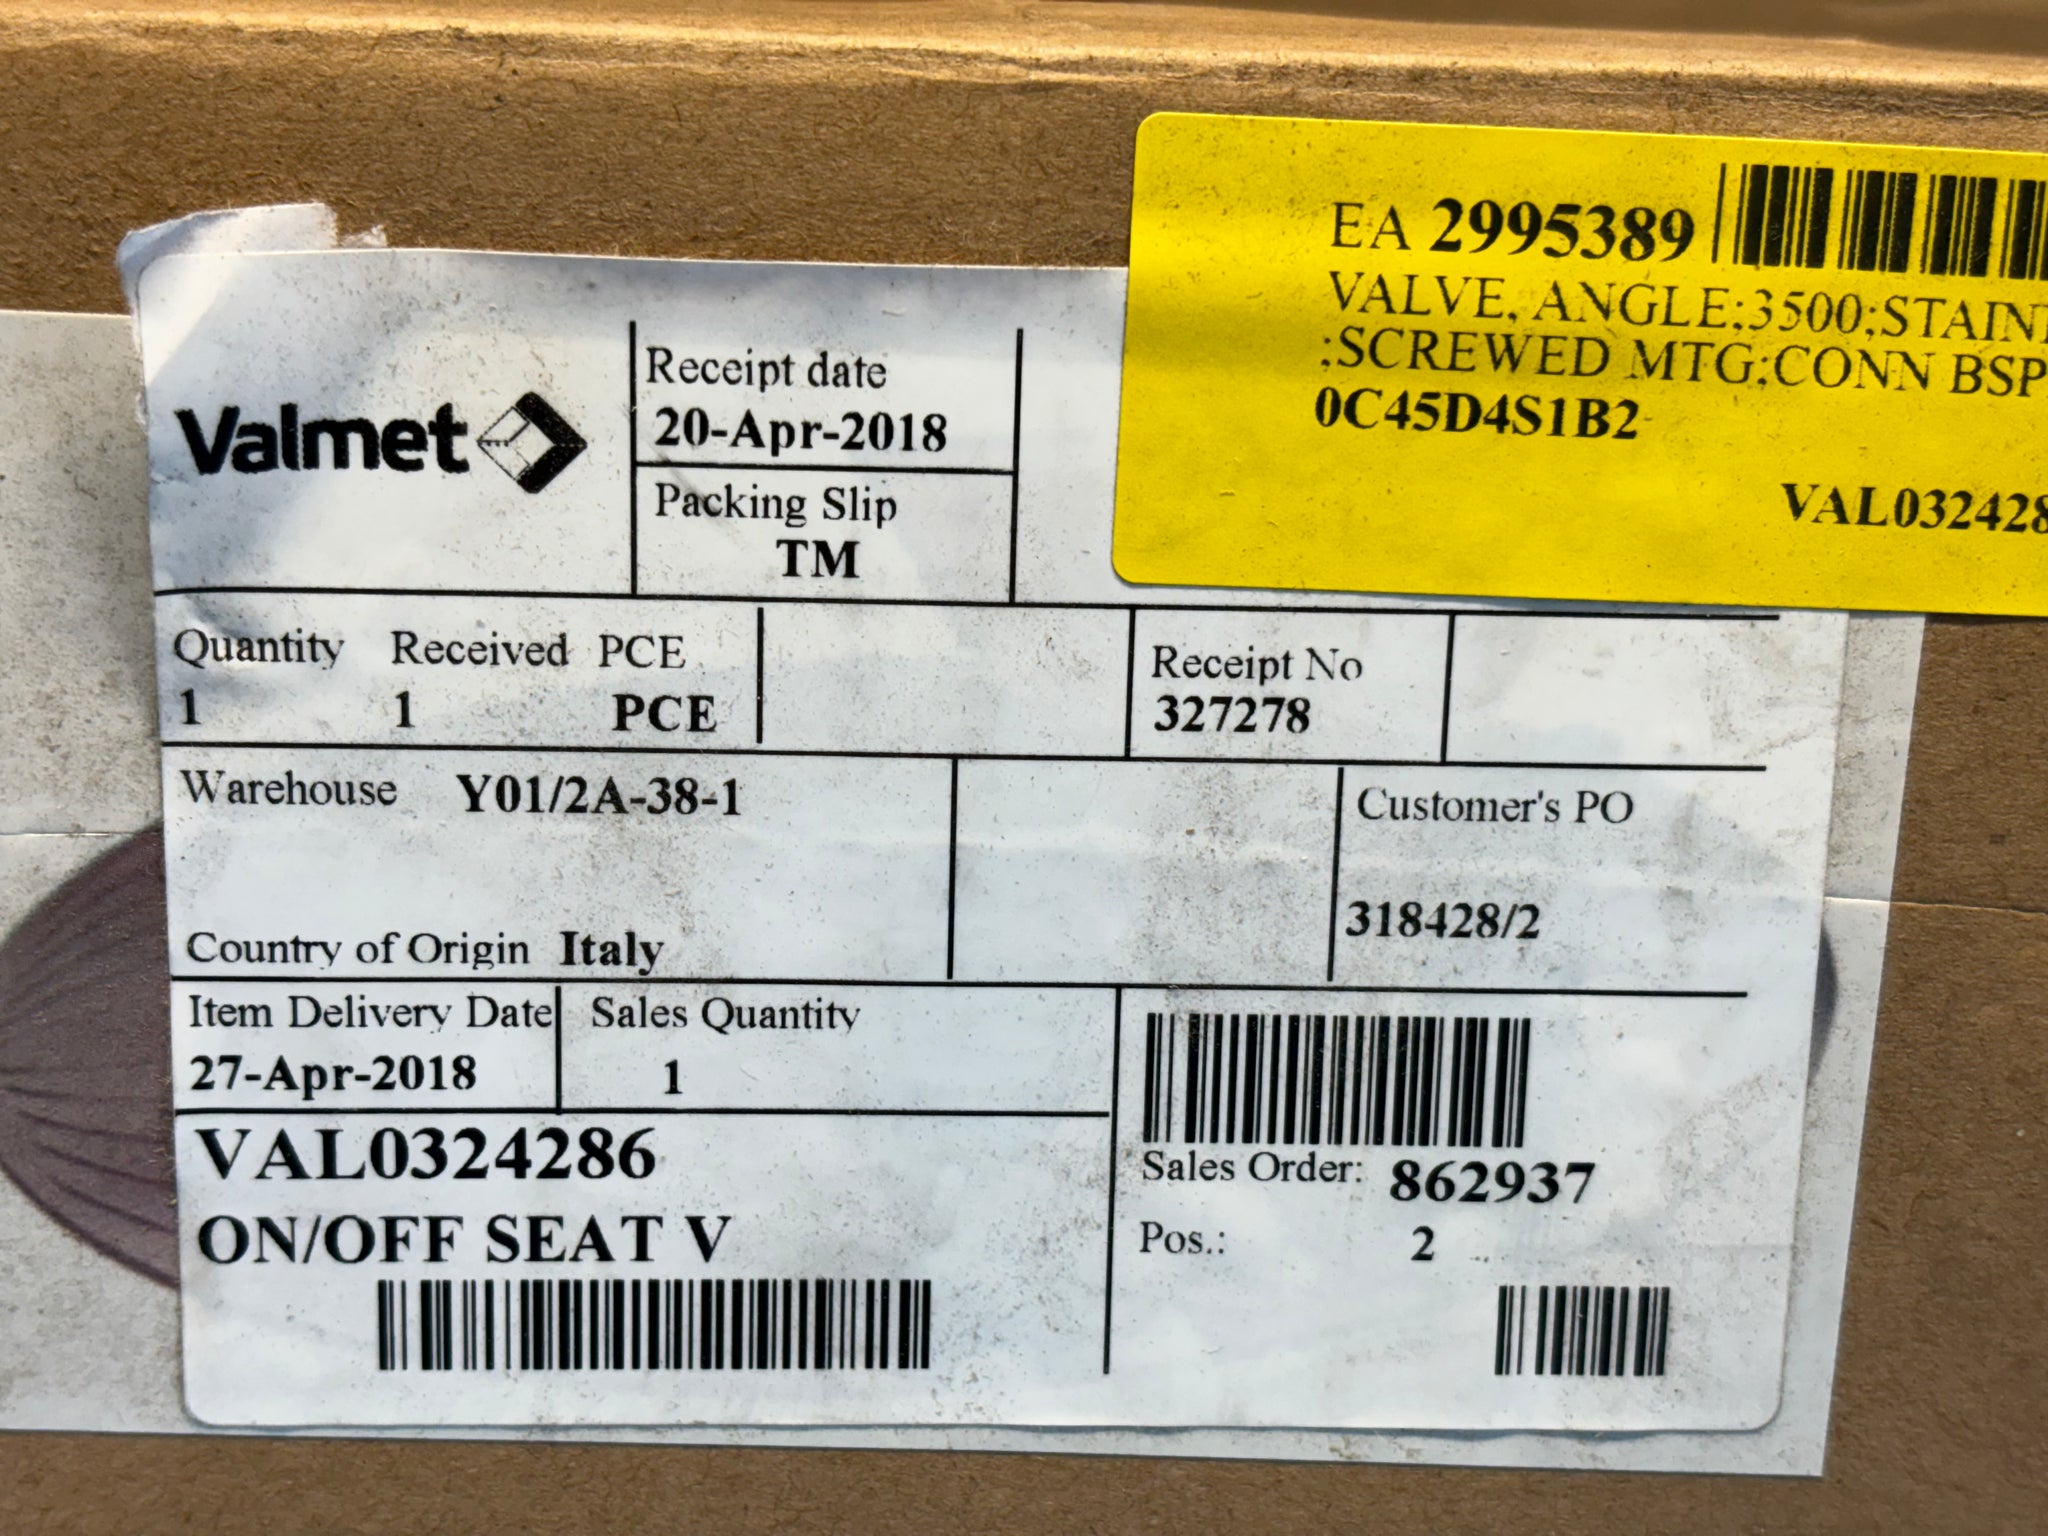 EA 2995389
VALVE, ANGLE;3500;STAIN
;SCREWED MTG;CONN BSP
0C45D4S1B2
VAL032428
Valmet
Receipt date
20-Apr-2018
Packing Slip
TM
Quantity Received PCE
1 1 PCE
Receipt No
327278
Warehouse Y01/2A-38-1
Customer's PO
318428/2
Country of Origin Italy
Item Delivery Date
27-Apr-2018
Sales Quantity
1
VAL0324286
ON/OFF SEAT V
Sales Order: 862937
Pos.: 2